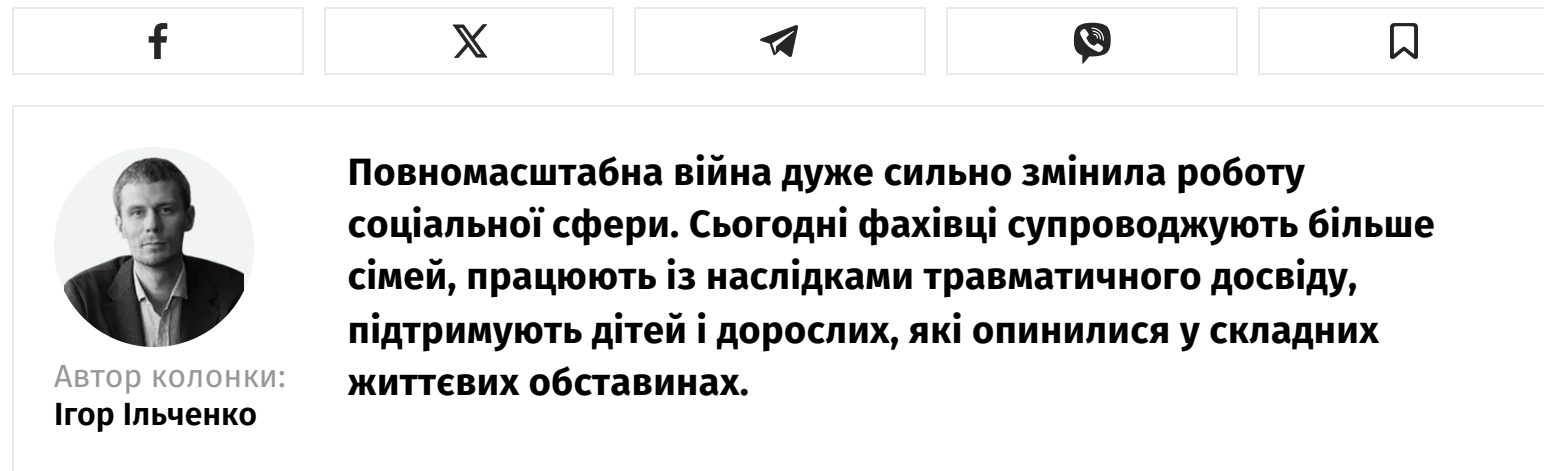 Повномасштабна війна дуже сильно змінила роботу
соціальної сфери. Сьогодні фахівці супроводжують більше
сімей, працюють із наслідками травматичного досвіду,
підтримують дітей і дорослих, які опинилися у складних
життєвих обставинах.
Автор колонки:
Ігор Ільченко